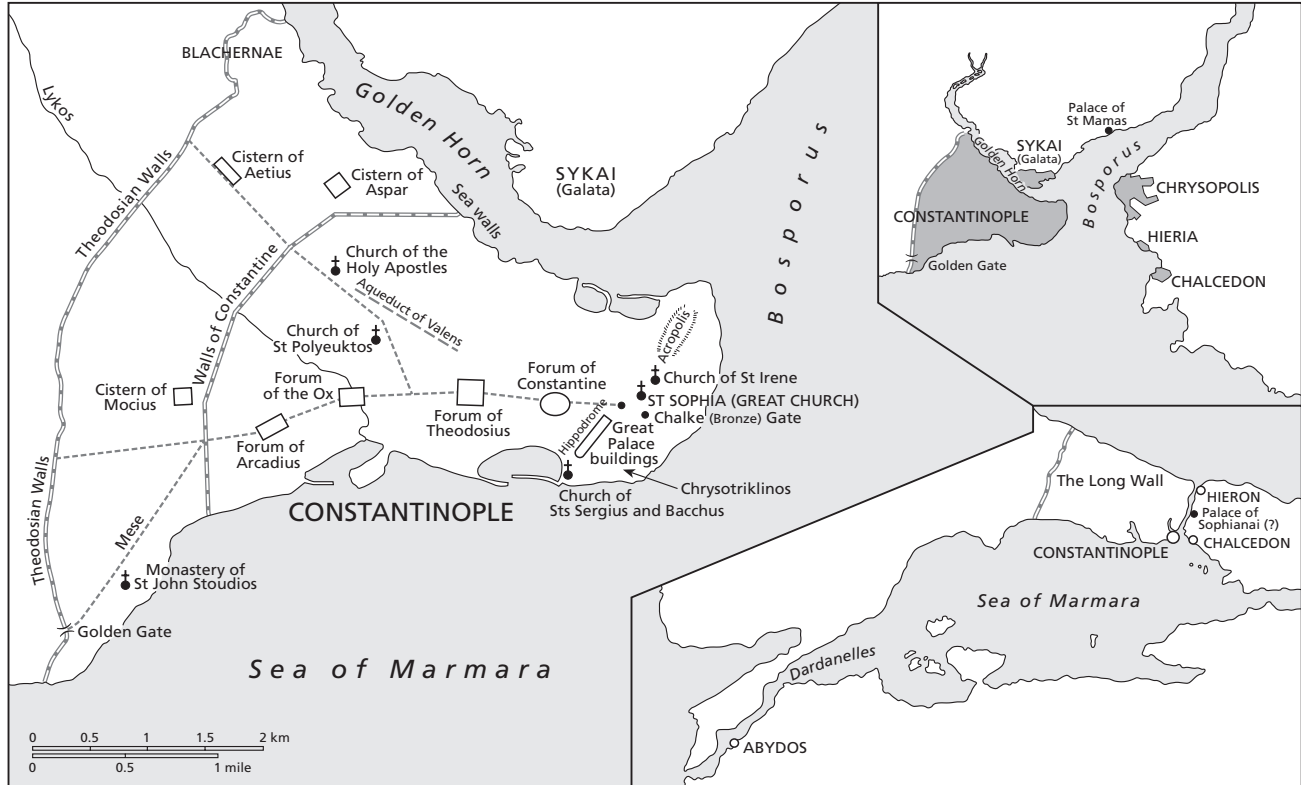 BLACHERNAE
Lykos
Golden Horn
Theodosian Walls
Cistern of
Aetius
Cistern of
Aspar
Sea walls
SYKAI
(Galata)
Bosporus
Walls of Constantine
Church of the
Holy Apostles
Aqueduct of Valens
Church of
St Polyeuktos
Acropolis
Cistern of
Mocius
Forum
of the Ox
Forum of
Constantine
Church of St Irene
ST SOPHIA (GREAT CHURCH)
Chalke (Bronze) Gate
Forum of
Arcadius
Forum of
Theodosius
Hippodrome
Great
Palace
buildings
Chrysotriklinos
Church of
Sts Sergius and Bacchus
CONSTANTINOPLE
Theodosian Walls
Mese
Monastery of
St John Stoudios
Golden Gate
Sea of Marmara
0 0.5 1 1.5 2 km
0 0.5 1 mile
Palace of
St Mamas
SYKAI
(Galata)
Golden Horn
Bosporus
CHRYSOPOLIS
CONSTANTINOPLE
HIERIA
Golden Gate
CHALCEDON
The Long Wall
HIERON
Palace of
Sophianai (?)
CONSTANTINOPLE
CHALCEDON
Sea of Marmara
Dardanelles
ABYDOS